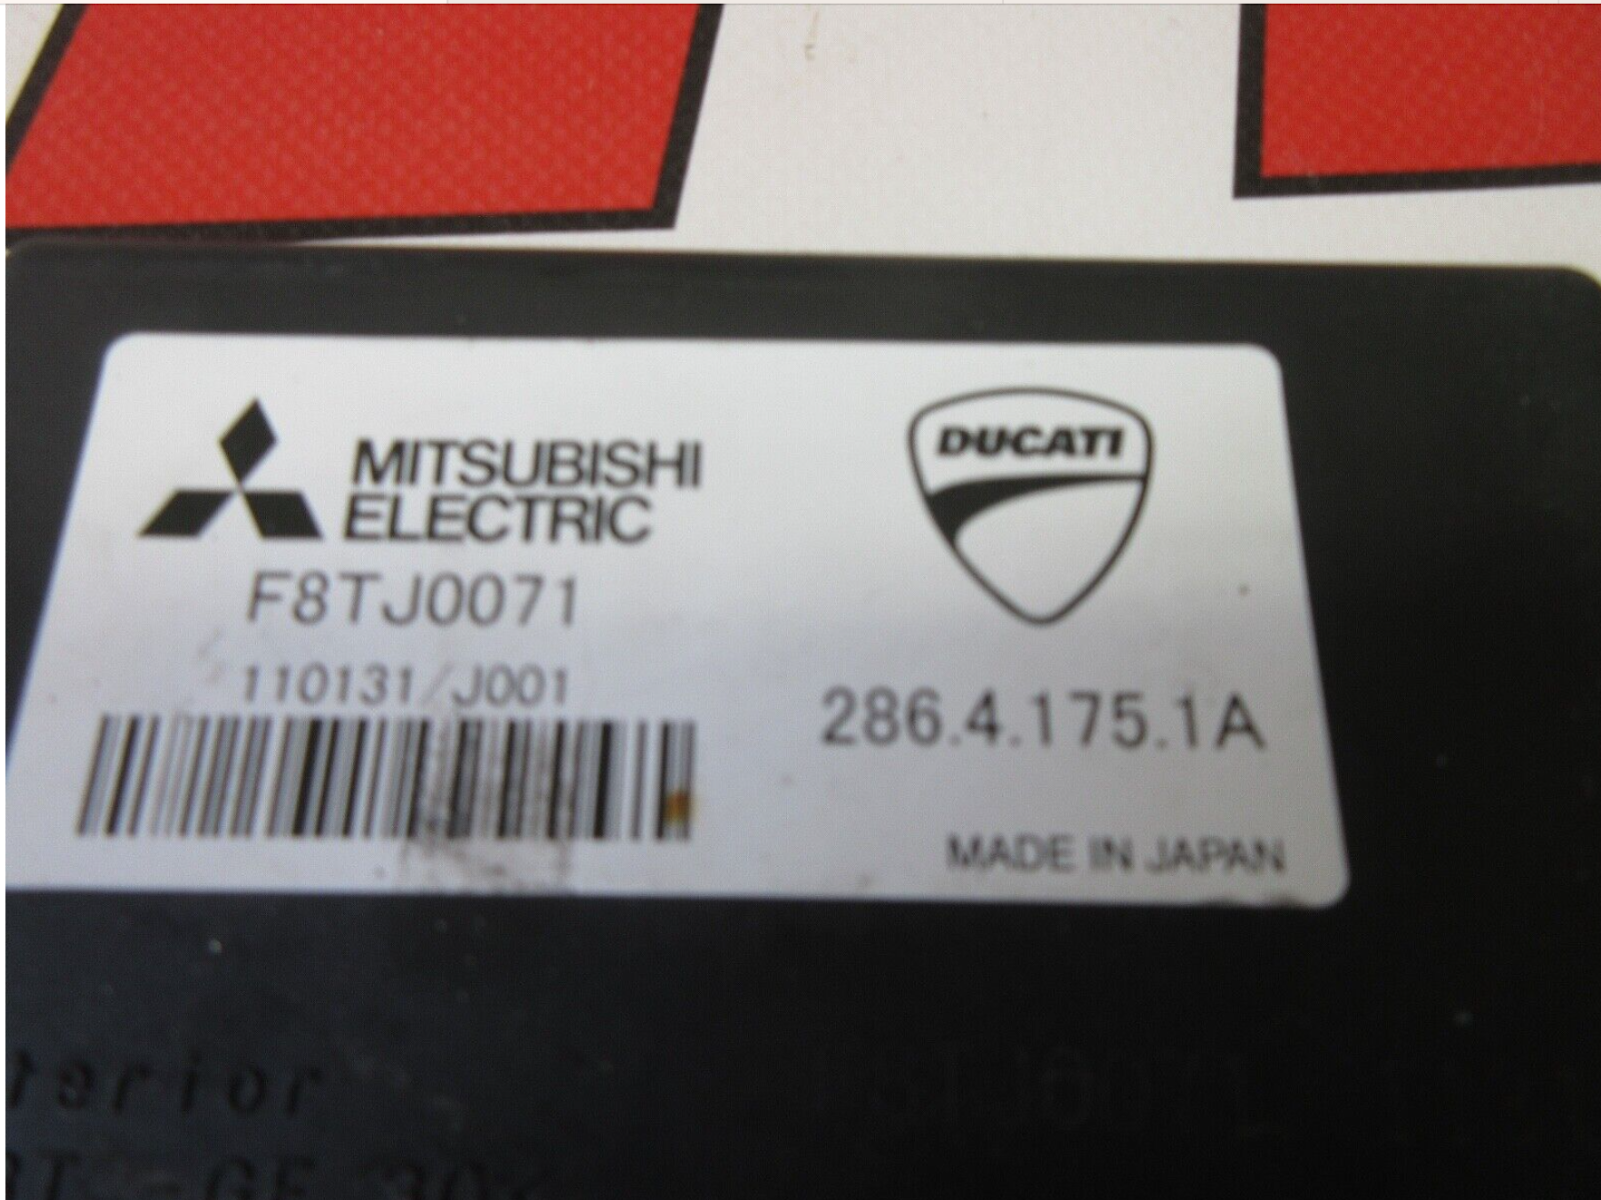 MITSUBISHI
ELECTRIC
F8TJ0071
110131/J001
DUCATI
286.4.175.1A
MADE IN JAPAN